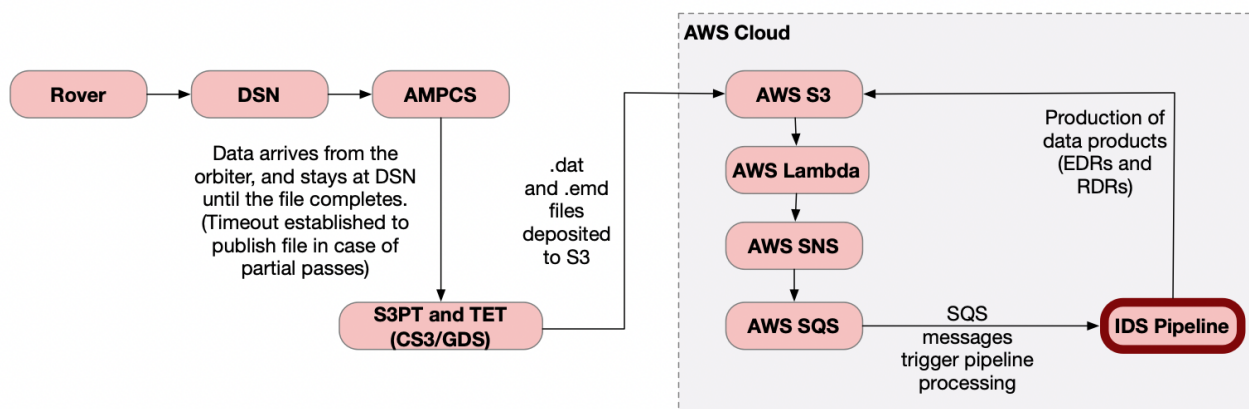 AWS Cloud
Rover
DSN
AMPCS
Data arrives from the
orbiter, and stays at DSN
until the file completes.
(Timeout established to
publish file in case of
partial passes)
S3PT and TET
(CS3/GDS)
.dat
and .emd
files
deposited
to S3
AWS S3
AWS Lambda
AWS SNS
AWS SQS
SQS
messages
trigger pipeline
processing
IDS Pipeline
Production of
data products
(EDRs and
RDRs)